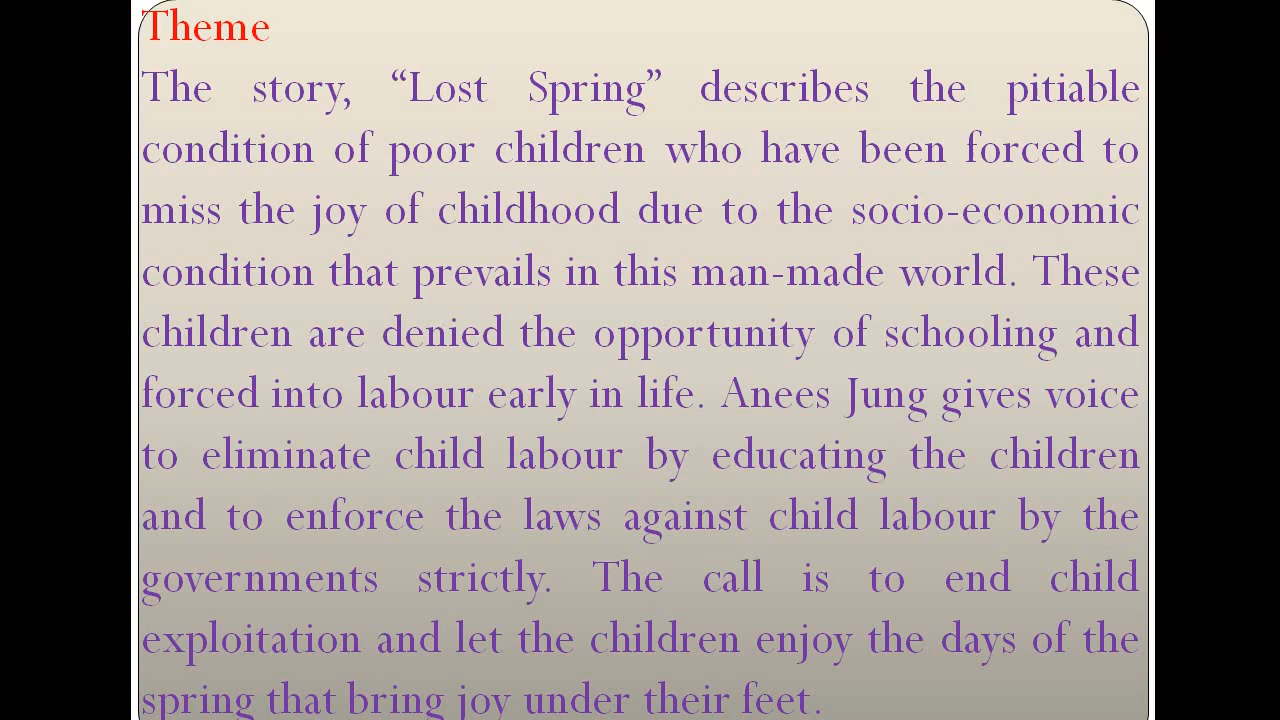 Theme
The story, “Lost Spring” describes the pitiable
condition of poor children who have been forced to
miss the joy of childhood due to the socio-economic
condition that prevails in this man-made world. These
children are denied the opportunity of schooling and
forced into labour early in life. Anees Jung gives voice
to eliminate child labour by educating the children
and to enforce the laws against child labour by the
governments strictly. The call is to end child
exploitation and let the children enjoy the days of the
spring that bring joy under their feet.